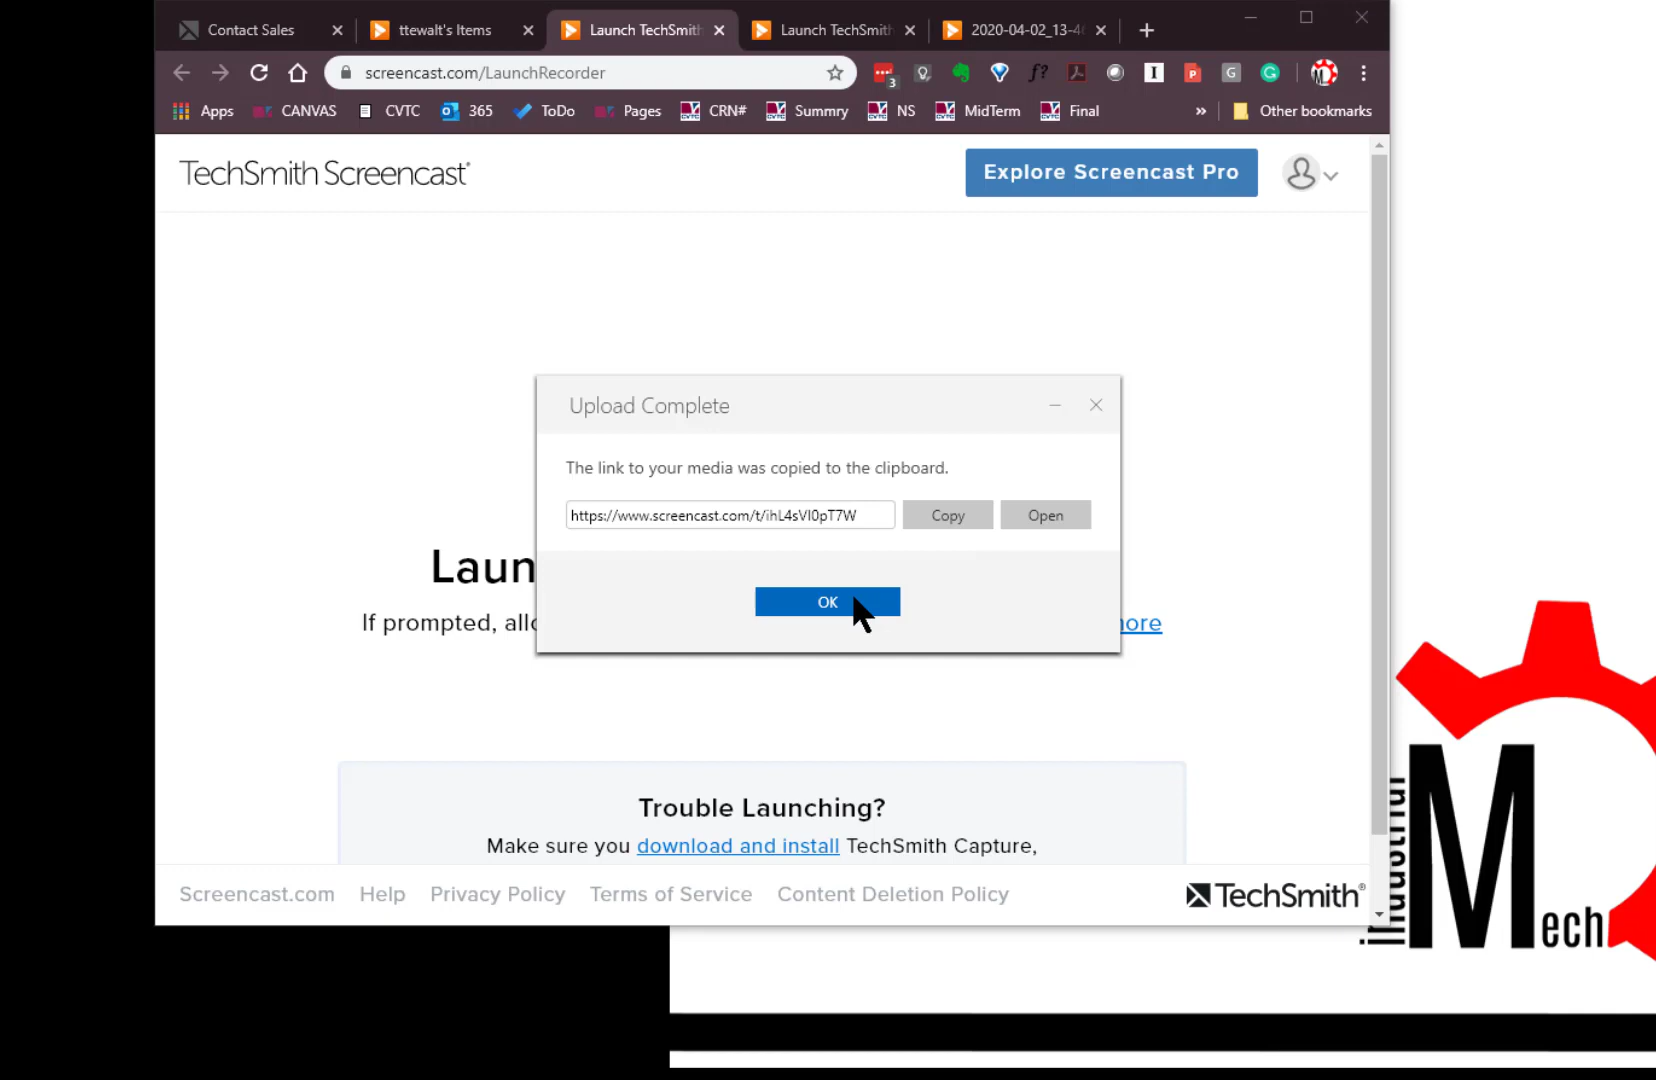 Contact Sales
ttewalt's Items
Launch TechSmith
Launch TechSmith
2020-04-02_13-4
screencast.com/LaunchRecorder
3
f?
I
P
G
G
M
Apps
CANVAS
CVTC
365
ToDo
Pages
CRN#
Summry
NS
MidTerm
Final
»
Other bookmarks
TechSmith Screencast®
Explore Screencast Pro
Upload Complete
The link to your media was copied to the clipboard.
https://www.screencast.com/t/ihL4sVI0pT7W
Copy
Open
OK
Laun
If prompted, allo
ore
Trouble Launching?
Make sure you download and install TechSmith Capture,
Screencast.com
Help
Privacy Policy
Terms of Service
Content Deletion Policy
TechSmith®
industrial
Mech